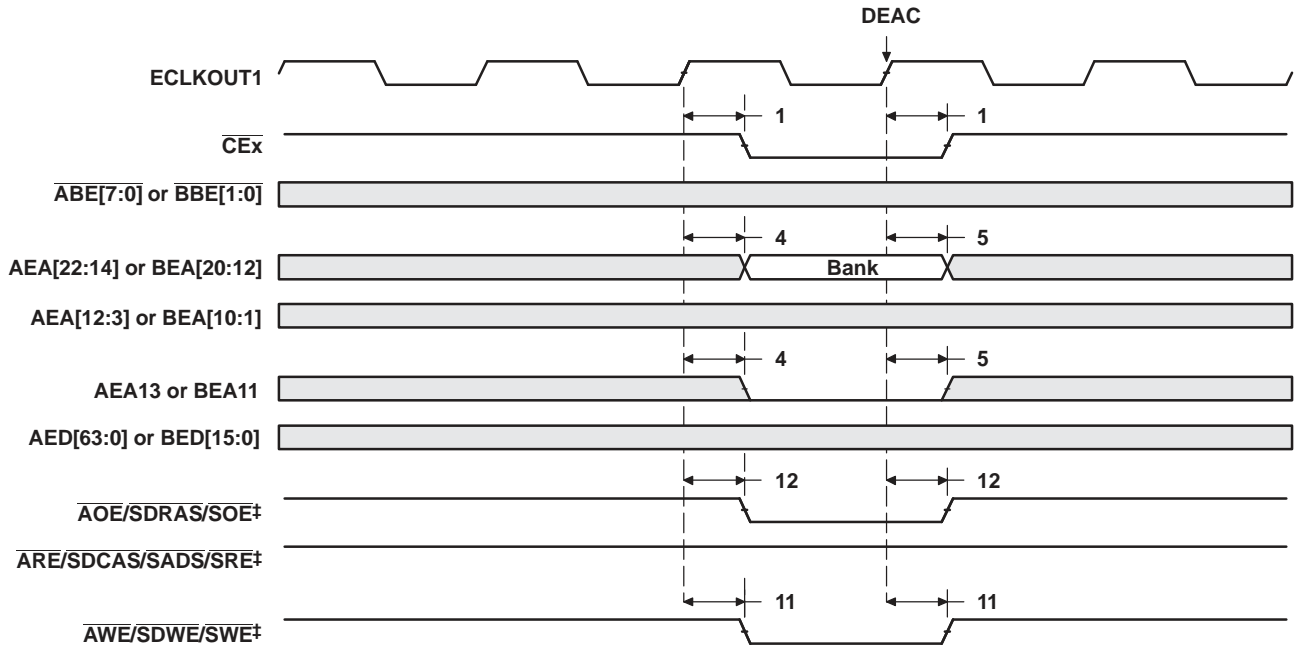 DEAC
ECLKOUT1
1 1
CEx
ABE[7:0] or BBE[1:0]
4 5
AEA[22:14] or BEA[20:12] Bank
AEA[12:3] or BEA[10:1]
4 5
AEA13 or BEA11
AED[63:0] or BED[15:0]
12 12
AOE/SDRAS/SOE‡
ARE/SDCAS/SADS/SRE‡
11 11
AWE/SDWE/SWE‡